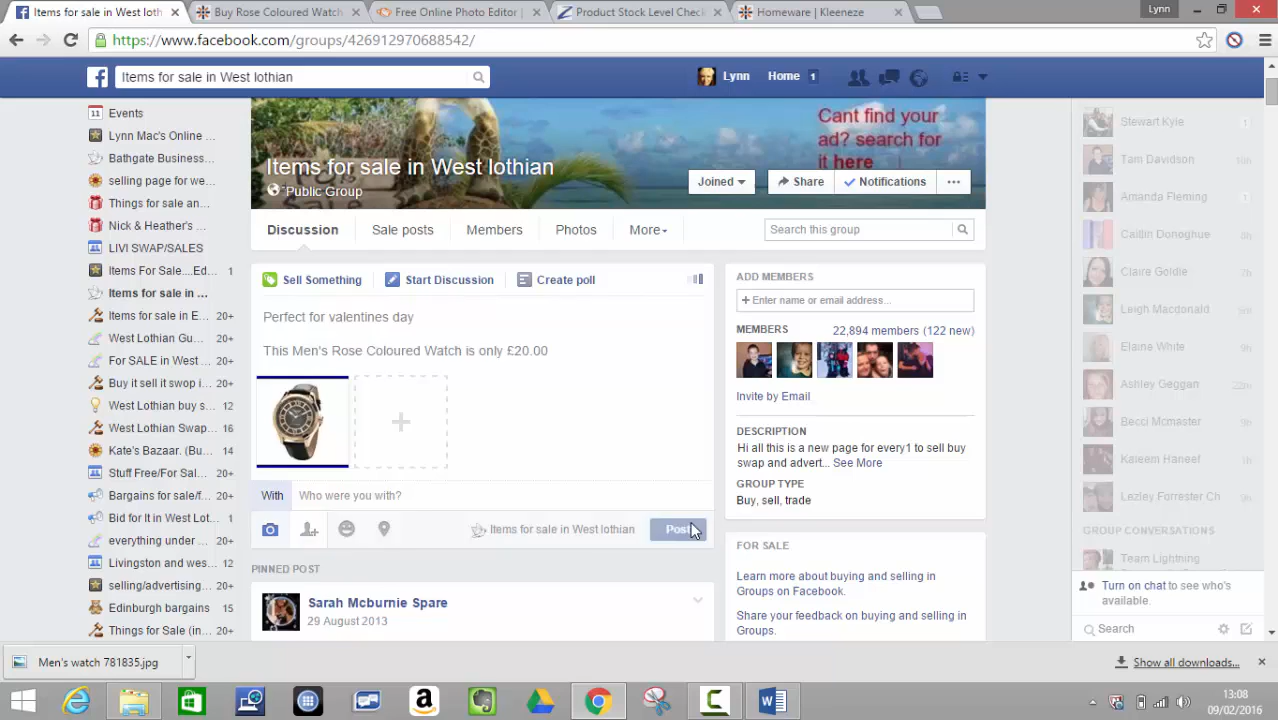 Items for sale in West loth
Buy Rose Coloured Watch
Free Online Photo Editor |
Product Stock Level Check
Homeware | Kleeneze
Lynn
https://www.facebook.com/groups/426912970688542/
Items for sale in West lothian
Lynn
Home 1
11 Events
Lynn Mac's Online ...
Bathgate Business...
selling page for we...
Things for sale an...
Nick & Heather's ...
LIVI SWAP/SALES
Items For Sale....Ed... 1
Items for sale in ...
Items for sale in E... 20+
West Lothian Gu... 20+
For SALE in West ... 20+
Buy it sell it swop i... 20+
West Lothian buy s... 12
West Lothian Swap... 16
Kate's Bazaar. (Bu... 14
Stuff Free/For Sal... 20+
Bargains for sale/f... 20+
Bid for It in West Lot... 20+
everything under ... 20+
Livingston and wes... 12
selling/advertising... 20+
Edinburgh bargains 15
Things for Sale (in... 20+
Cant find your
ad? search for
it here
Items for sale in West lothian
Public Group
Joined
Share
Notifications
Discussion
Sale posts
Members
Photos
More
Search this group
Sell Something
Start Discussion
Create poll
Perfect for valentines day
This Men's Rose Coloured Watch is only £20.00
With Who were you with?
Items for sale in West lothian
Post
PINNED POST
Sarah Mcburnie Spare
29 August 2013
ADD MEMBERS
+ Enter name or email address...
MEMBERS 22,894 members (122 new)
Invite by Email
DESCRIPTION
Hi all this is a new page for every1 to sell buy
swap and advert... See More
GROUP TYPE
Buy, sell, trade
FOR SALE
Learn more about buying and selling in
Groups on Facebook.
Share your feedback on buying and selling in
Groups.
Stewart Kyle
Tam Davidson
Amanda Fleming
Caitlin Donoghue
Claire Goldie
Leigh Macdonald
Elaine White
Ashley Geggan
Becci Mcmaster
Kaleem Haneef
Lezley Forrester Ch
GROUP CONVERSATIONS
Team Lightning
Turn on chat to see who's
available.
Search
Men's watch 781835.jpg
Show all downloads...
13:08
09/02/2016